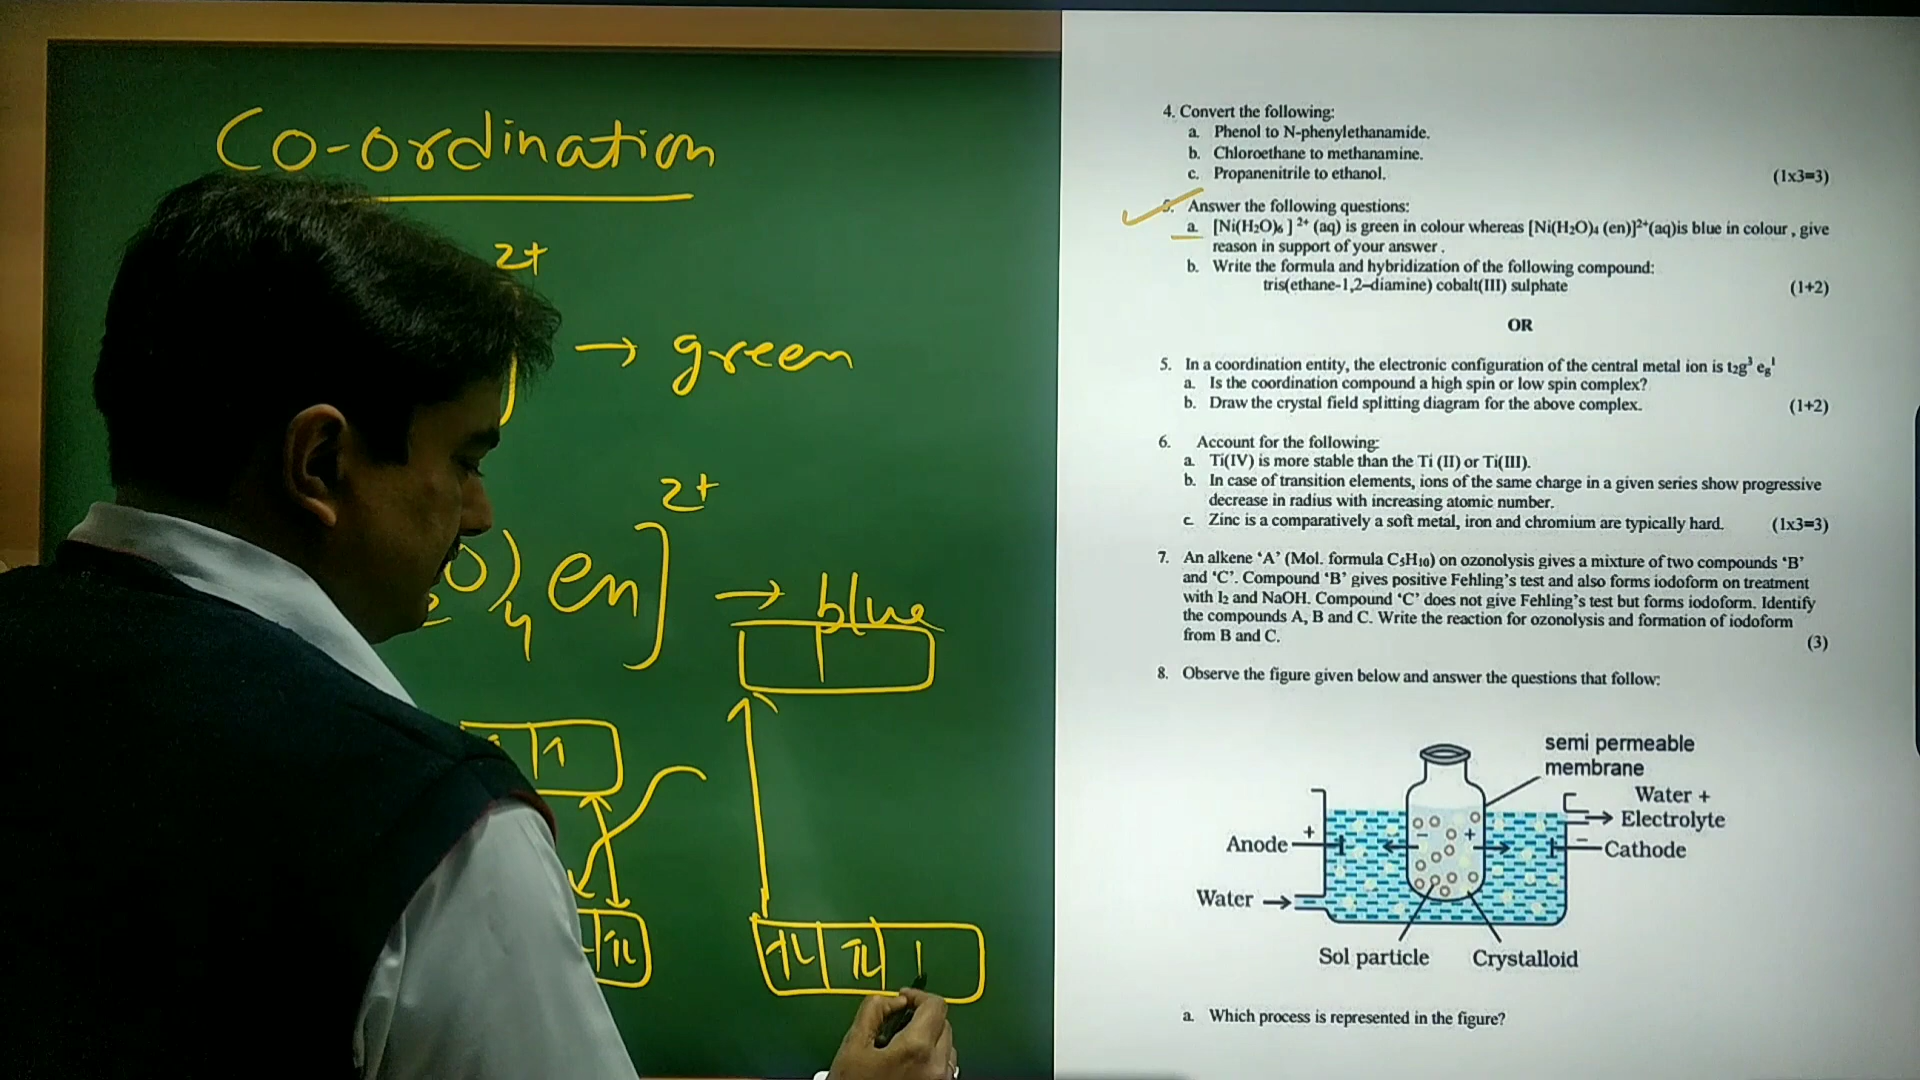 Co-ordination
2+
→ green
2+
)4 en]
→ blue
4. Convert the following:
a. Phenol to N-phenylethanamide.
b. Chloroethane to methanamine.
c. Propanenitrile to ethanol. (1x3=3)
5. Answer the following questions:
a. [Ni(H₂O)₆ ] ²⁺ (aq) is green in colour whereas [Ni(H₂O)₄ (en)]²⁺(aq)is blue in colour , give
reason in support of your answer .
b. Write the formula and hybridization of the following compound:
tris(ethane-1,2–diamine) cobalt(III) sulphate (1+2)
OR
5. In a coordination entity, the electronic configuration of the central metal ion is t₂g³ eg¹
a. Is the coordination compound a high spin or low spin complex?
b. Draw the crystal field splitting diagram for the above complex. (1+2)
6. Account for the following:
a. Ti(IV) is more stable than the Ti (II) or Ti(III).
b. In case of transition elements, ions of the same charge in a given series show progressive
decrease in radius with increasing atomic number.
c. Zinc is a comparatively a soft metal, iron and chromium are typically hard. (1x3=3)
7. An alkene ‘A’ (Mol. formula C₅H₁₀) on ozonolysis gives a mixture of two compounds ‘B’
and ‘C’. Compound ‘B’ gives positive Fehling’s test and also forms iodoform on treatment
with I₂ and NaOH. Compound ‘C’ does not give Fehling’s test but forms iodoform. Identify
the compounds A, B and C. Write the reaction for ozonolysis and formation of iodoform
from B and C. (3)
8. Observe the figure given below and answer the questions that follow:
semi permeable
membrane
Water +
Electrolyte
Anode +
− +
− Cathode
Water
Sol particle
Crystalloid
a. Which process is represented in the figure?